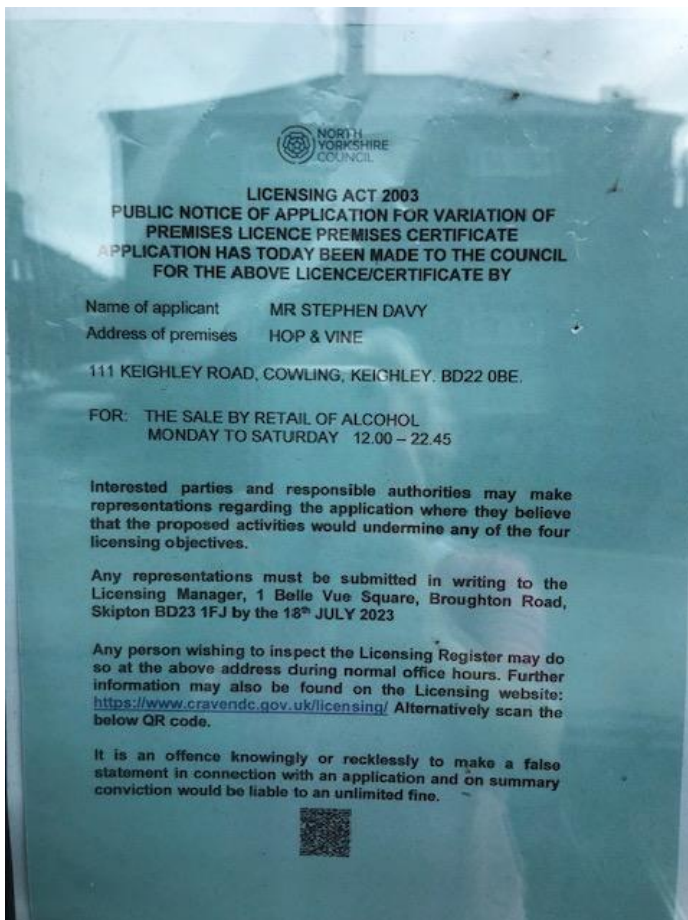 NORTH
YORKSHIRE
COUNCIL
LICENSING ACT 2003
PUBLIC NOTICE OF APPLICATION FOR VARIATION OF
PREMISES LICENCE PREMISES CERTIFICATE
APPLICATION HAS TODAY BEEN MADE TO THE COUNCIL
FOR THE ABOVE LICENCE/CERTIFICATE BY
Name of applicant MR STEPHEN DAVY
Address of premises HOP & VINE
111 KEIGHLEY ROAD, COWLING, KEIGHLEY. BD22 0BE.
FOR: THE SALE BY RETAIL OF ALCOHOL
MONDAY TO SATURDAY 12.00 – 22.45
Interested parties and responsible authorities may make
representations regarding the application where they believe
that the proposed activities would undermine any of the four
licensing objectives.
Any representations must be submitted in writing to the
Licensing Manager, 1 Belle Vue Square, Broughton Road,
Skipton BD23 1FJ by the 18th JULY 2023
Any person wishing to inspect the Licensing Register may do
so at the above address during normal office hours. Further
information may also be found on the Licensing website:
https://www.cravendc.gov.uk/licensing/ Alternatively scan the
below QR code.
It is an offence knowingly or recklessly to make a false
statement in connection with an application and on summary
conviction would be liable to an unlimited fine.